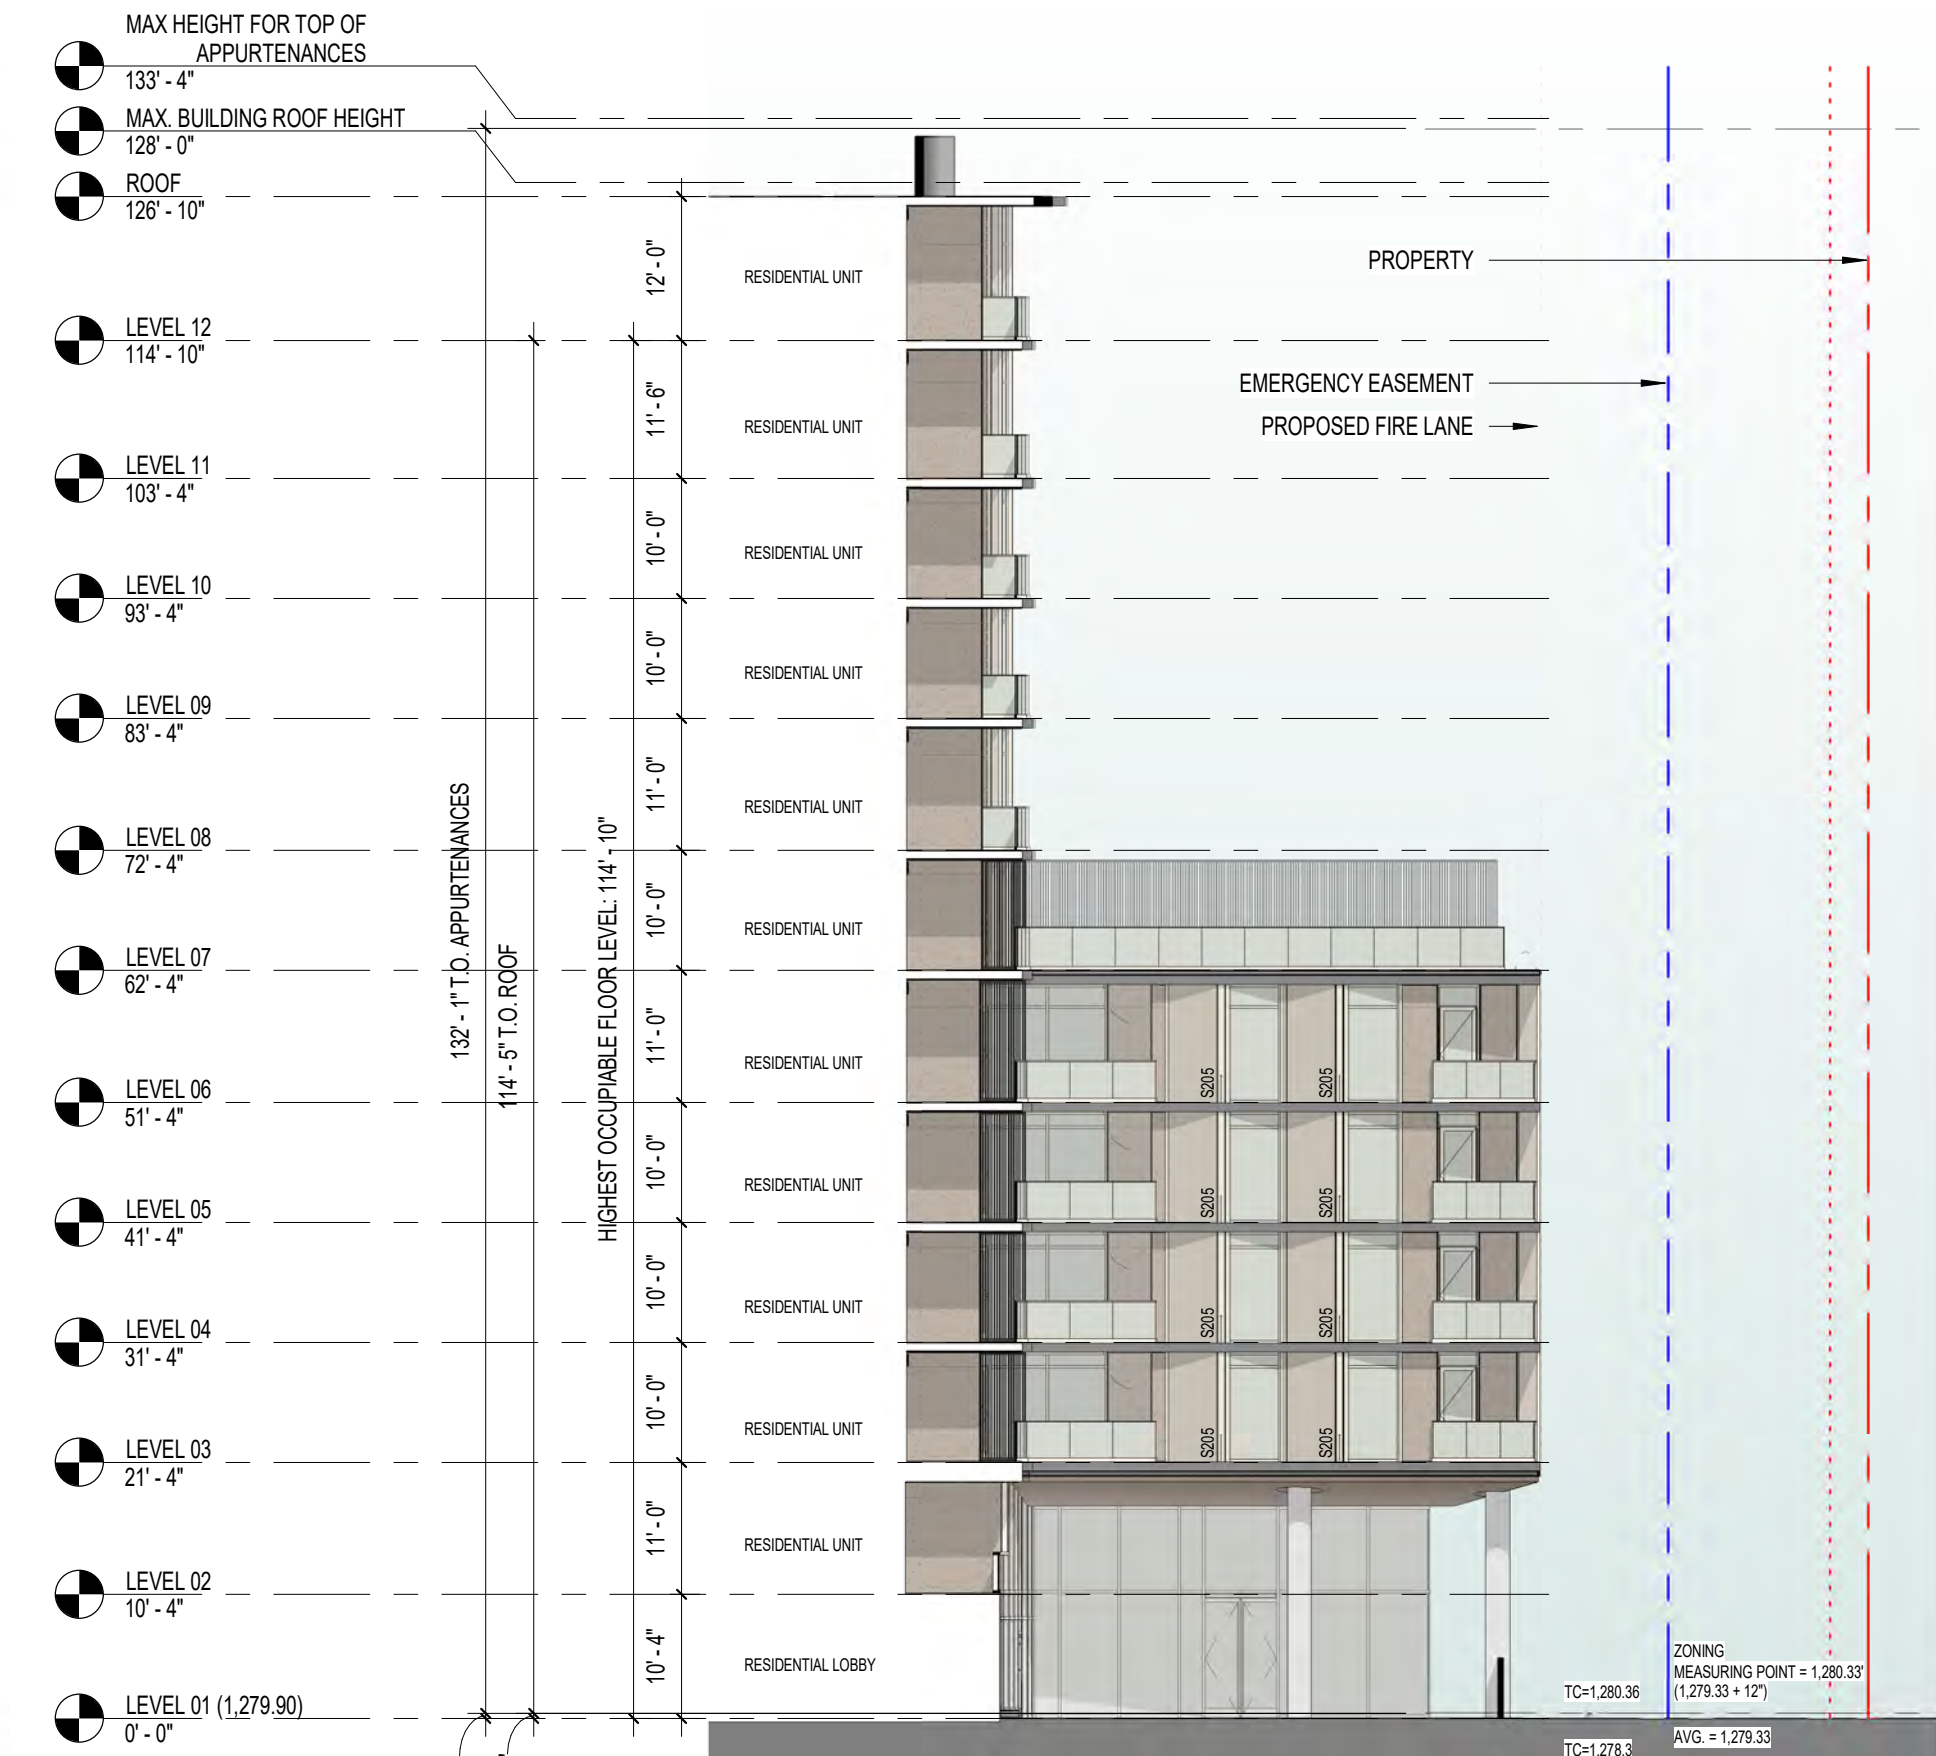 MAX HEIGHT FOR TOP OF
APPURTENANCES
133' - 4"
MAX. BUILDING ROOF HEIGHT
128' - 0"
ROOF
126' - 10"
LEVEL 12
114' - 10"
LEVEL 11
103' - 4"
LEVEL 10
93' - 4"
LEVEL 09
83' - 4"
LEVEL 08
72' - 4"
LEVEL 07
62' - 4"
LEVEL 06
51' - 4"
LEVEL 05
41' - 4"
LEVEL 04
31' - 4"
LEVEL 03
21' - 4"
LEVEL 02
10' - 4"
LEVEL 01 (1,279.90)
0' - 0"
132' - 1" T.O. APPURTENANCES
114' - 5" T.O. ROOF
HIGHEST OCCUPIABLE FLOOR LEVEL: 114' - 10"
12' - 0"
11' - 6"
10' - 0"
10' - 0"
11' - 0"
10' - 0"
11' - 0"
10' - 0"
10' - 0"
10' - 0"
11' - 0"
10' - 4"
RESIDENTIAL UNIT
RESIDENTIAL UNIT
RESIDENTIAL UNIT
RESIDENTIAL UNIT
RESIDENTIAL UNIT
RESIDENTIAL UNIT
RESIDENTIAL UNIT
RESIDENTIAL UNIT
RESIDENTIAL UNIT
RESIDENTIAL UNIT
RESIDENTIAL UNIT
RESIDENTIAL LOBBY
S205
S205
S205
S205
S205
S205
S205
S205
PROPERTY
EMERGENCY EASEMENT
PROPOSED FIRE LANE
ZONING
MEASURING POINT = 1,280.33'
(1,279.33 + 12")
TC=1,280.36
AVG. = 1,279.33
TC=1,278.3